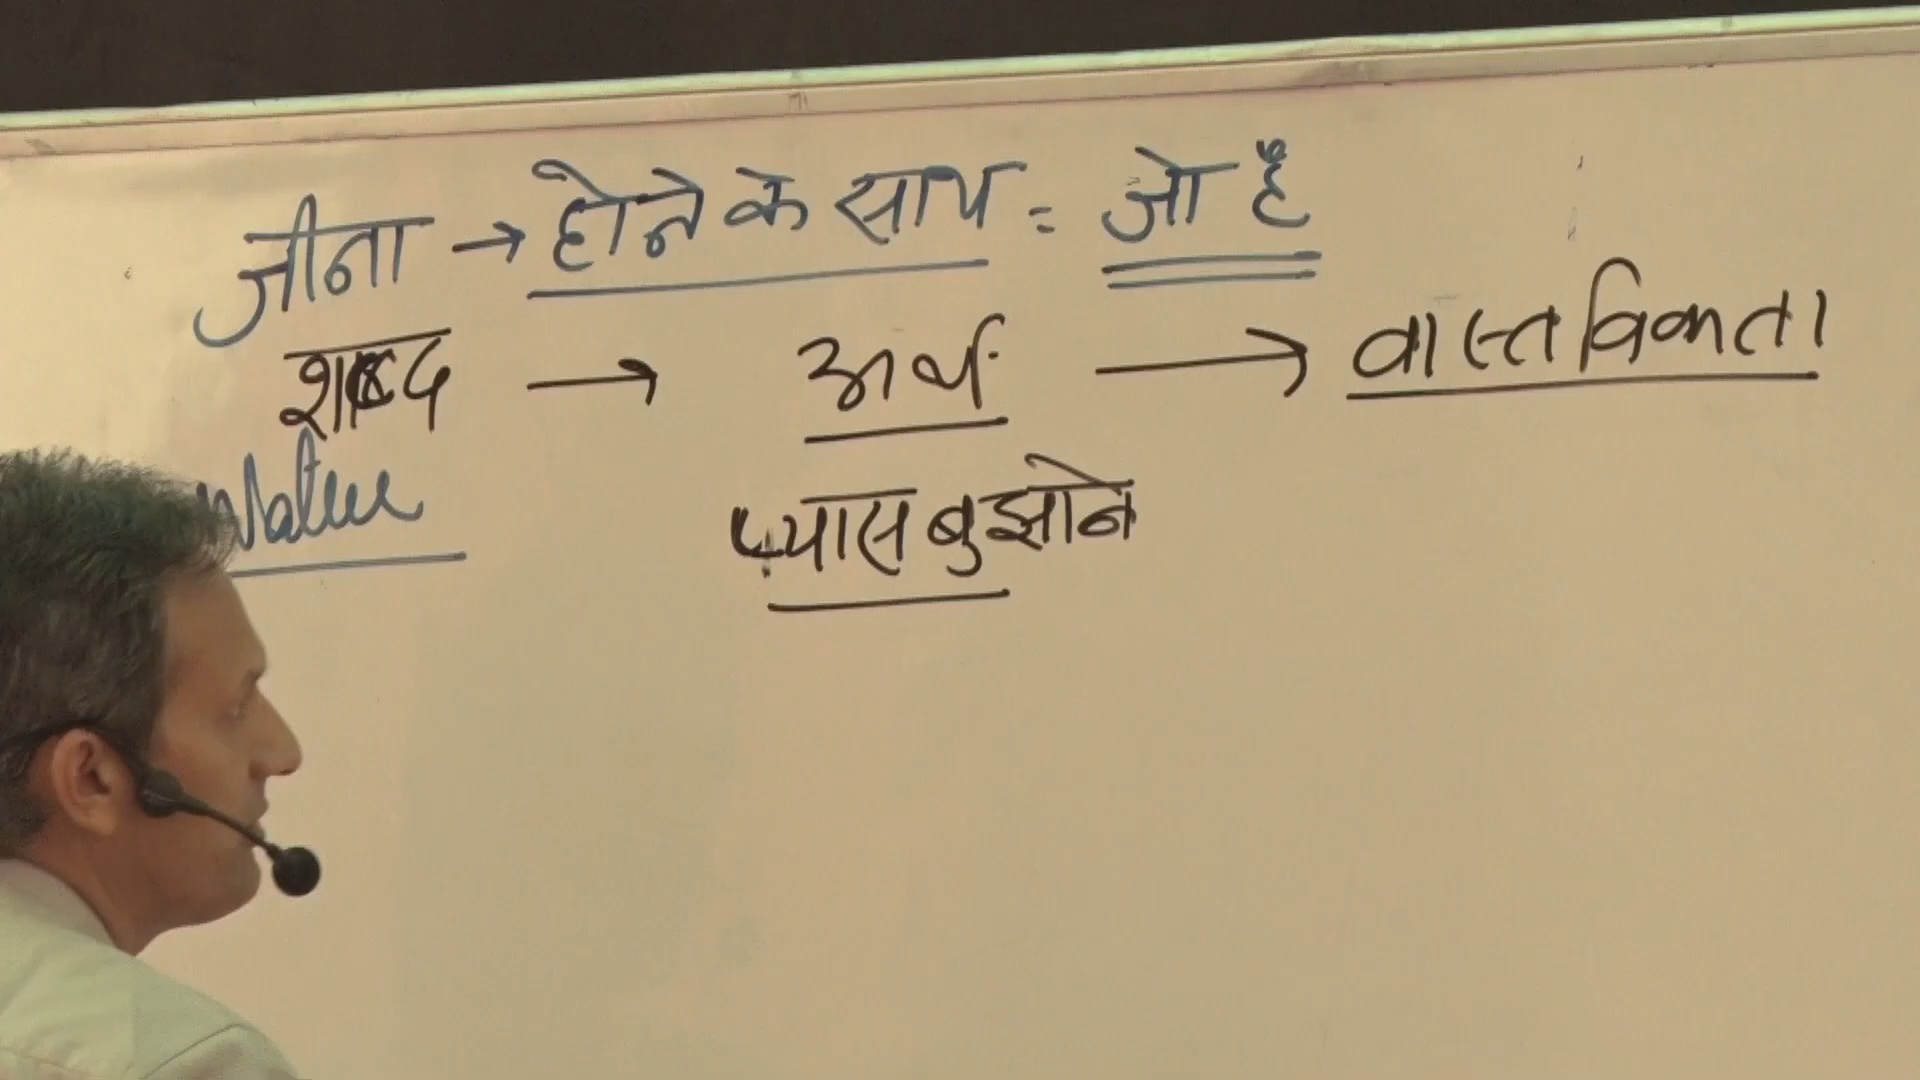 जीना → होने के साथ = जो है
शब्द → अर्थ → वास्तविकता
Water
प्यास बुझाने